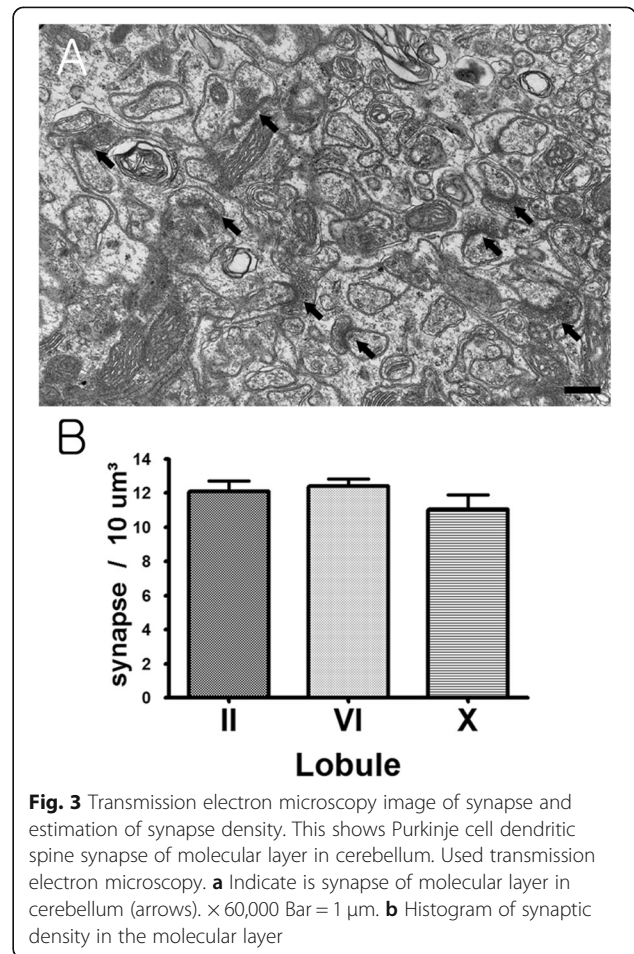 A
B
14
12
10
8
6
4
2
0
synapse / 10 um³
II VI X
Lobule
Fig. 3 Transmission electron microscopy image of synapse and
estimation of synapse density. This shows Purkinje cell dendritic
spine synapse of molecular layer in cerebellum. Used transmission
electron microscopy. a Indicate is synapse of molecular layer in
cerebellum (arrows). × 60,000 Bar = 1 μm. b Histogram of synaptic
density in the molecular layer